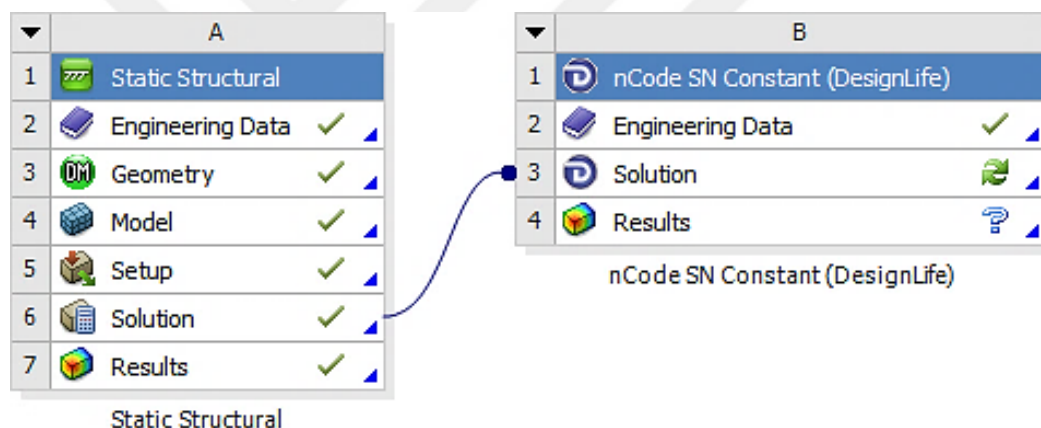 A
1 Static Structural
2 Engineering Data
3 DM Geometry
4 Model
5 Setup
6 Solution
7 Results
Static Structural
B
1 nCode SN Constant (DesignLife)
2 Engineering Data
3 Solution
4 Results
nCode SN Constant (DesignLife)